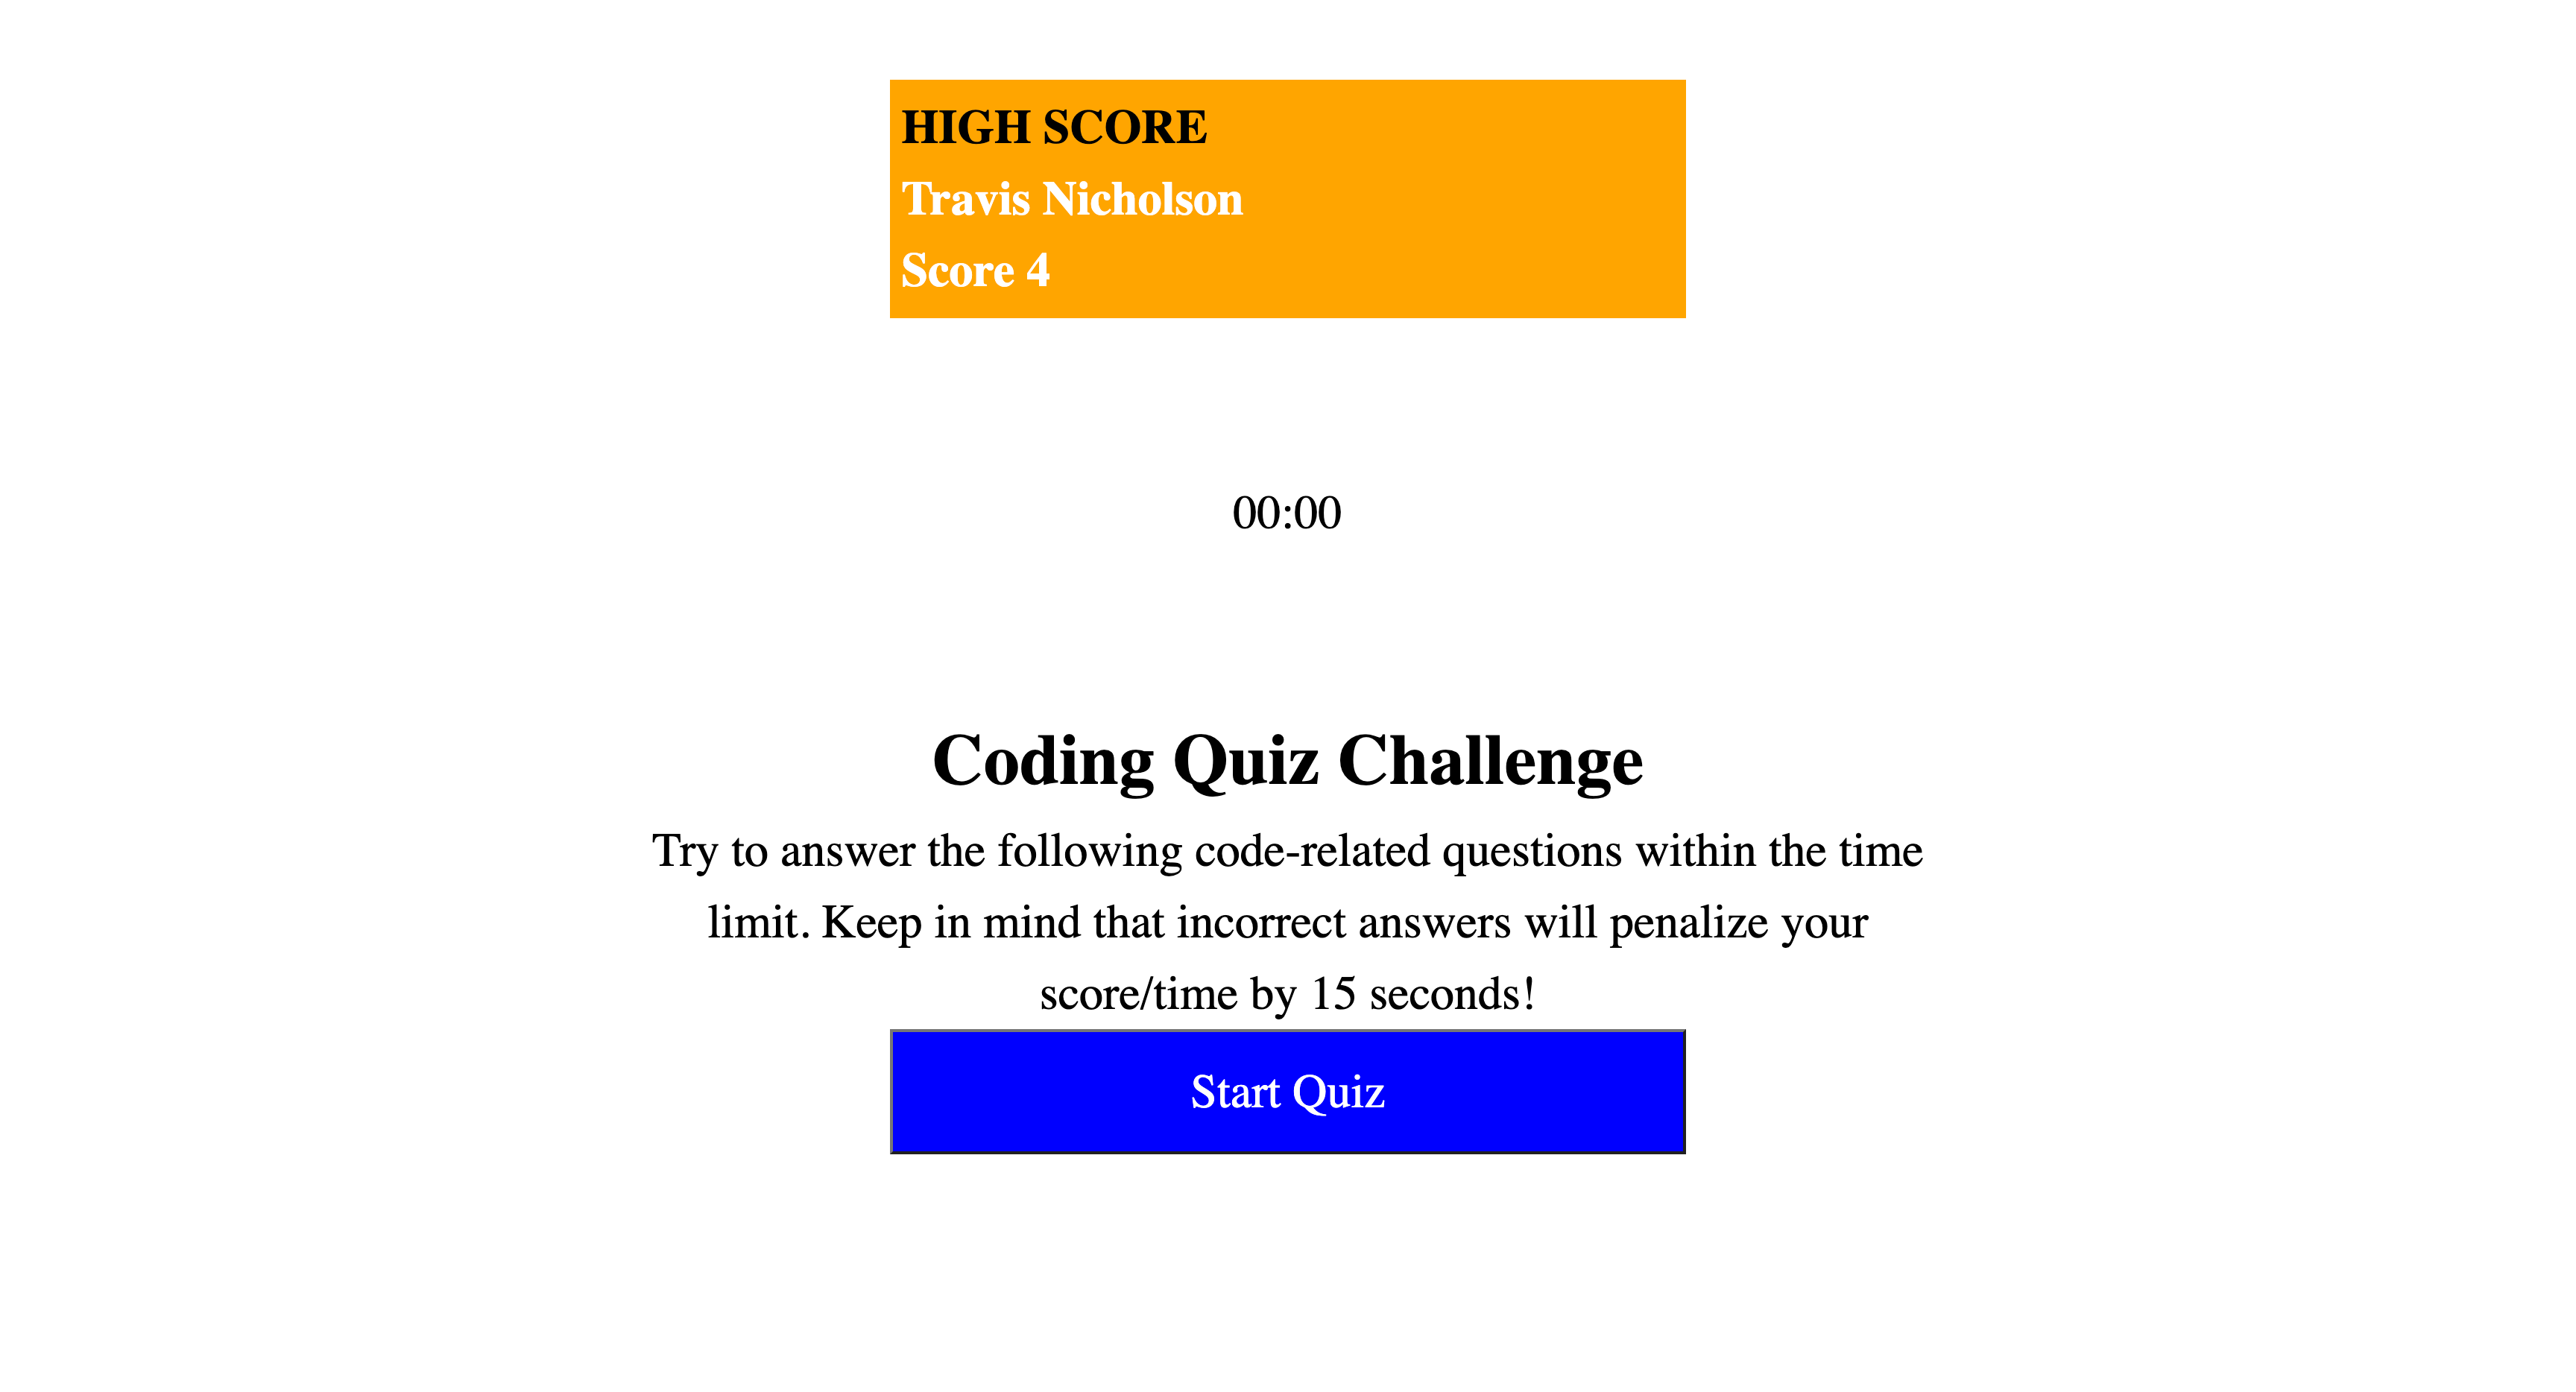 HIGH SCORE
Travis Nicholson
Score 4
00:00
Coding Quiz Challenge
Try to answer the following code-related questions within the time
limit. Keep in mind that incorrect answers will penalize your
score/time by 15 seconds!
Start Quiz